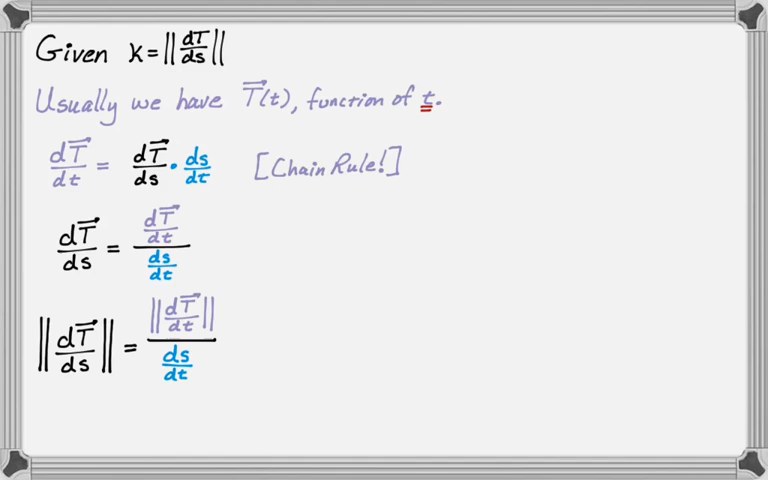 Given K = ||dT/ds||
Usually we have T⃗(t), function of t.
dT⃗/dt = dT⃗/ds · ds/dt [Chain Rule!]
dT⃗/ds = (dT⃗/dt)/(ds/dt)
||dT⃗/ds|| = ||dT⃗/dt||/(ds/dt)